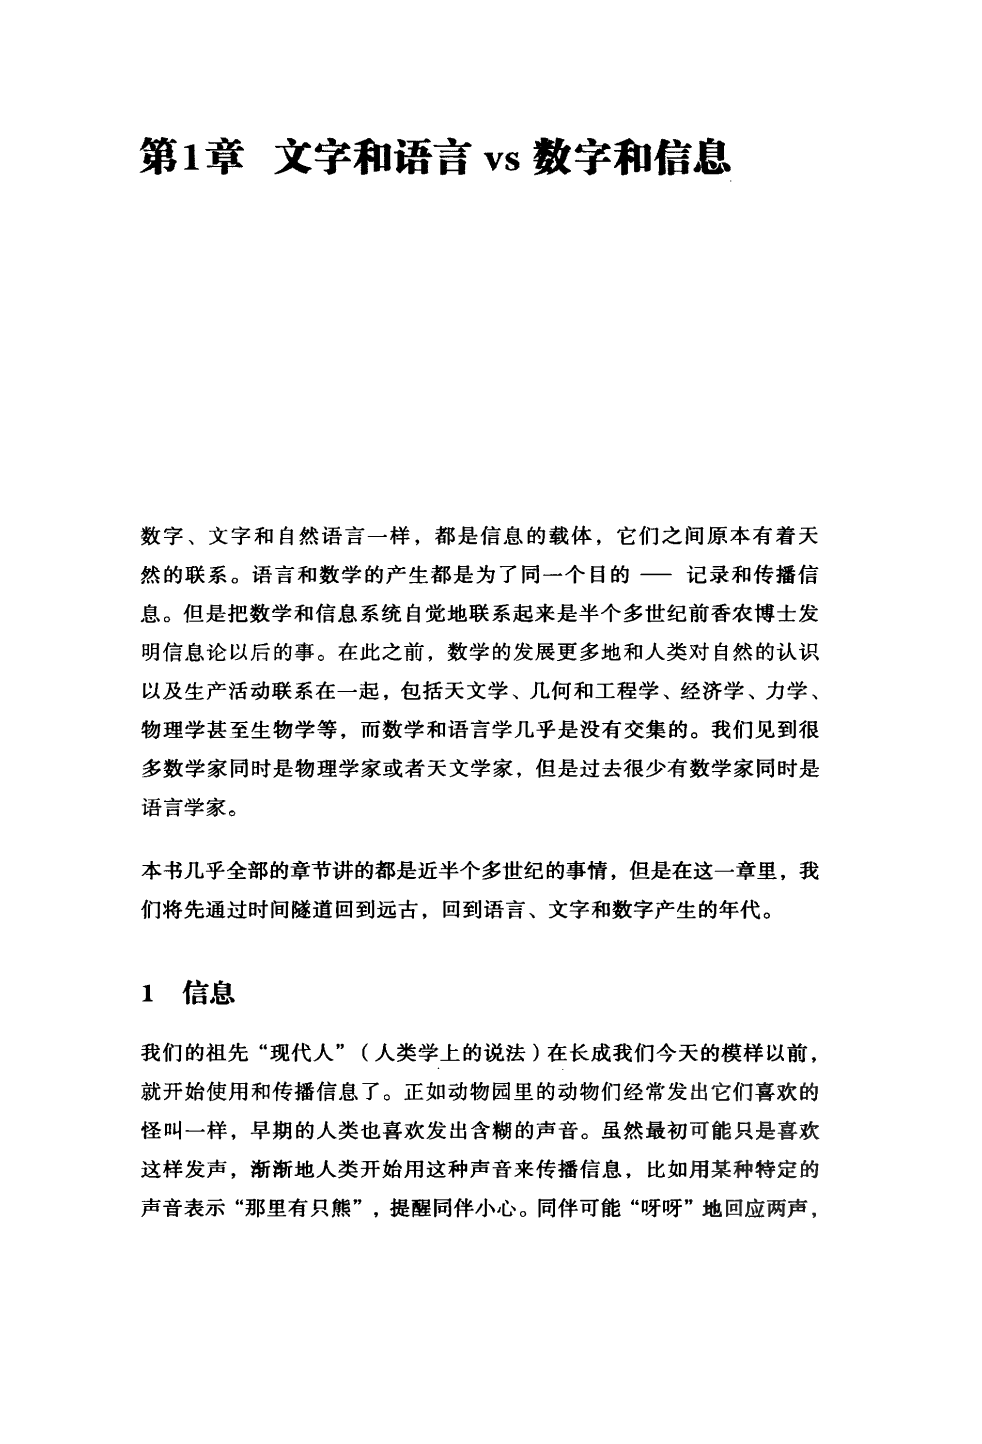 第1章 文字和语言 vs 数字和信息
数字、文字和自然语言一样，都是信息的载体，它们之间原本有着天
然的联系。语言和数学的产生都是为了同一个目的 —— 记录和传播信
息。但是把数学和信息系统自觉地联系起来是半个多世纪前香农博士发
明信息论以后的事。在此之前，数学的发展更多地和人类对自然的认识
以及生产活动联系在一起，包括天文学、几何和工程学、经济学、力学、
物理学甚至生物学等，而数学和语言学几乎是没有交集的。我们见到很
多数学家同时是物理学家或者天文学家，但是过去很少有数学家同时是
语言学家。
本书几乎全部的章节讲的都是近半个多世纪的事情，但是在这一章里，我
们将先通过时间隧道回到远古，回到语言、文字和数字产生的年代。
1 信息
我们的祖先“现代人”（人类学上的说法）在长成我们今天的模样以前，
就开始使用和传播信息了。正如动物园里的动物们经常发出它们喜欢的
怪叫一样，早期的人类也喜欢发出含糊的声音。虽然最初可能只是喜欢
这样发声，渐渐地人类开始用这种声音来传播信息，比如用某种特定的
声音表示“那里有只熊”，提醒同伴小心。同伴可能“呀呀”地回应两声，